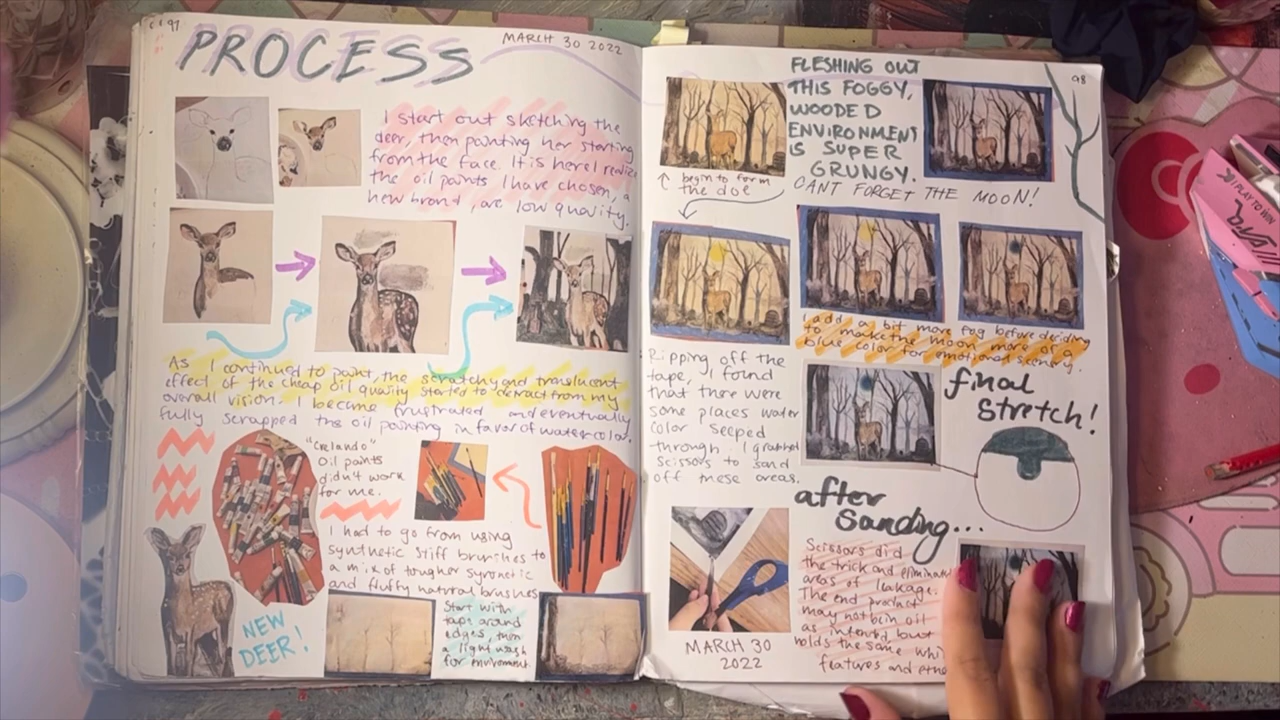 97
PROCESS
MARCH 30 2022
I start out sketching the
deer, then painting her starting
from the face. It is here I realize
the oil paints I have chosen, a
new brand, are low quality.
As I continued to paint, the scratchy and translucent
effect of the cheap oil quality started to detract from my
overall vision. I became frustrated and eventually
fully scrapped the oil painting in favor of watercolor.
"Crelando"
oil paints
didn't work
for me.
I had to go from using
synthetic stiff brushes to
a mix of tougher synthetic
and fluffy natural brushes
NEW
DEER!
Start with
tape around
edges, then
a light wash
for environment
98
FLESHING OUT
THIS FOGGY,
WOODED
ENVIRONMENT
IS SUPER
GRUNGY.
CANT FORGET THE MOON!
begin to form
the doe
I add a bit more fog before deciding
to make the moon more of a
blue color for emotional scenery.
Ripping off the
tape, I found
that there were
some places water
color seeped
through. I grabbed
scissors to sand
off these areas.
final
stretch!
after
sanding...
Scissors did
the trick and eliminated
areas of leakage.
The end product
may not be in oil
as intended but
holds the same
features and
MARCH 30
2022
I PLAY TO WIN